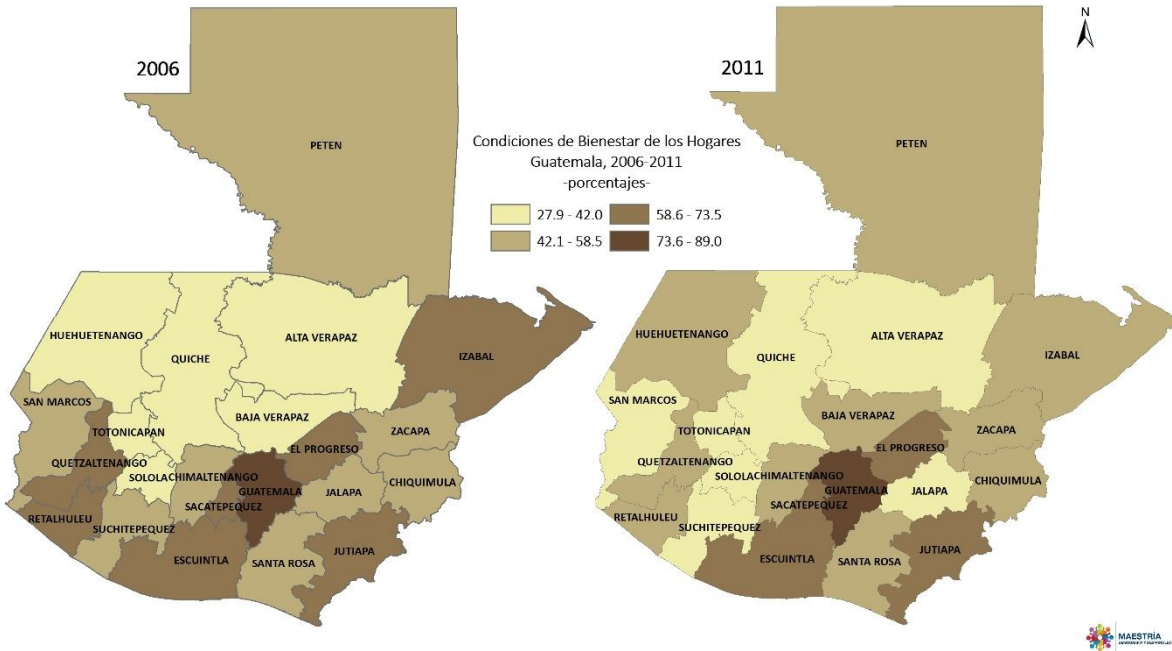 2006
PETEN
HUEHUETENANGO
QUICHE
ALTA VERAPAZ
IZABAL
SAN MARCOS
TOTONICAPAN
BAJA VERAPAZ
ZACAPA
EL PROGRESO
QUETZALTENANGO
SOLOLA
CHIMALTENANGO
CHIQUIMULA
GUATEMALA
JALAPA
SACATEPEQUEZ
RETALHULEU
SUCHITEPEQUEZ
JUTIAPA
ESCUINTLA
SANTA ROSA
Condiciones de Bienestar de los Hogares
Guatemala, 2006-2011
-porcentajes-
27.9 - 42.0
58.6 - 73.5
42.1 - 58.5
73.6 - 89.0
2011
N
PETEN
HUEHUETENANGO
ALTA VERAPAZ
QUICHE
IZABAL
SAN MARCOS
BAJA VERAPAZ
TOTONICAPAN
ZACAPA
EL PROGRESO
QUETZALTENANGO
SOLOLA
CHIMALTENANGO
CHIQUIMULA
GUATEMALA
JALAPA
SACATEPEQUEZ
RETALHULEU
SUCHITEPEQUEZ
JUTIAPA
ESCUINTLA
SANTA ROSA
MAESTRÍA